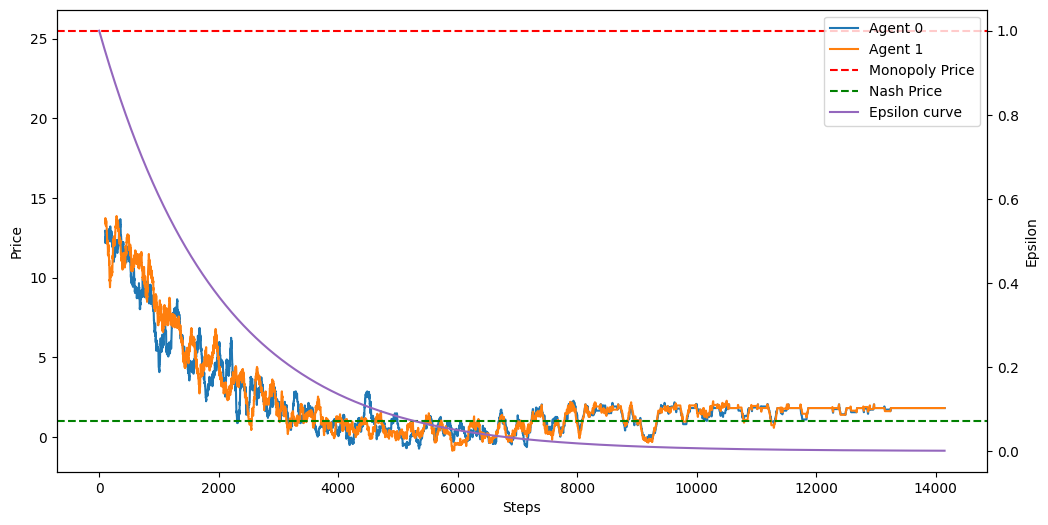 Agent 0
Agent 1
Monopoly Price
Nash Price
Epsilon curve
25
20
15
10
5
0
Price
1.0
0.8
0.6
0.4
0.2
0.0
Epsilon
0 2000 4000 6000 8000 10000 12000 14000
Steps